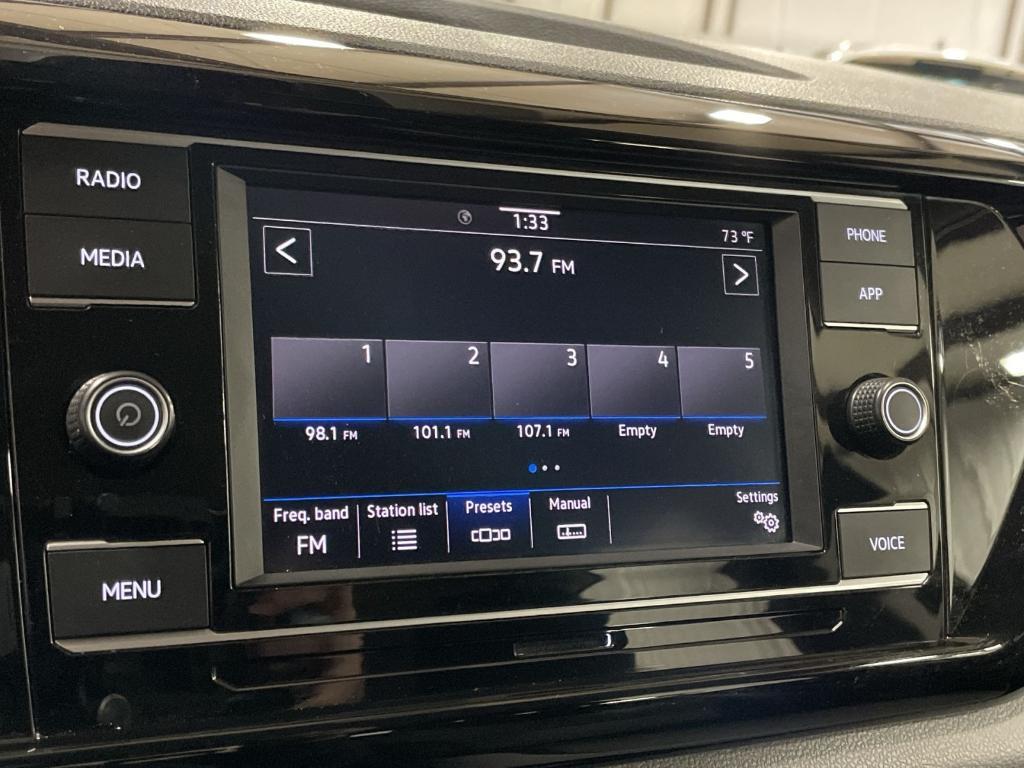 RADIO
MEDIA
MENU
1:33
73 °F
93.7 FM
1 2 3 4 5
98.1 FM 101.1 FM 107.1 FM Empty Empty
Freq. band Station list Presets Manual Settings
FM
PHONE
APP
VOICE